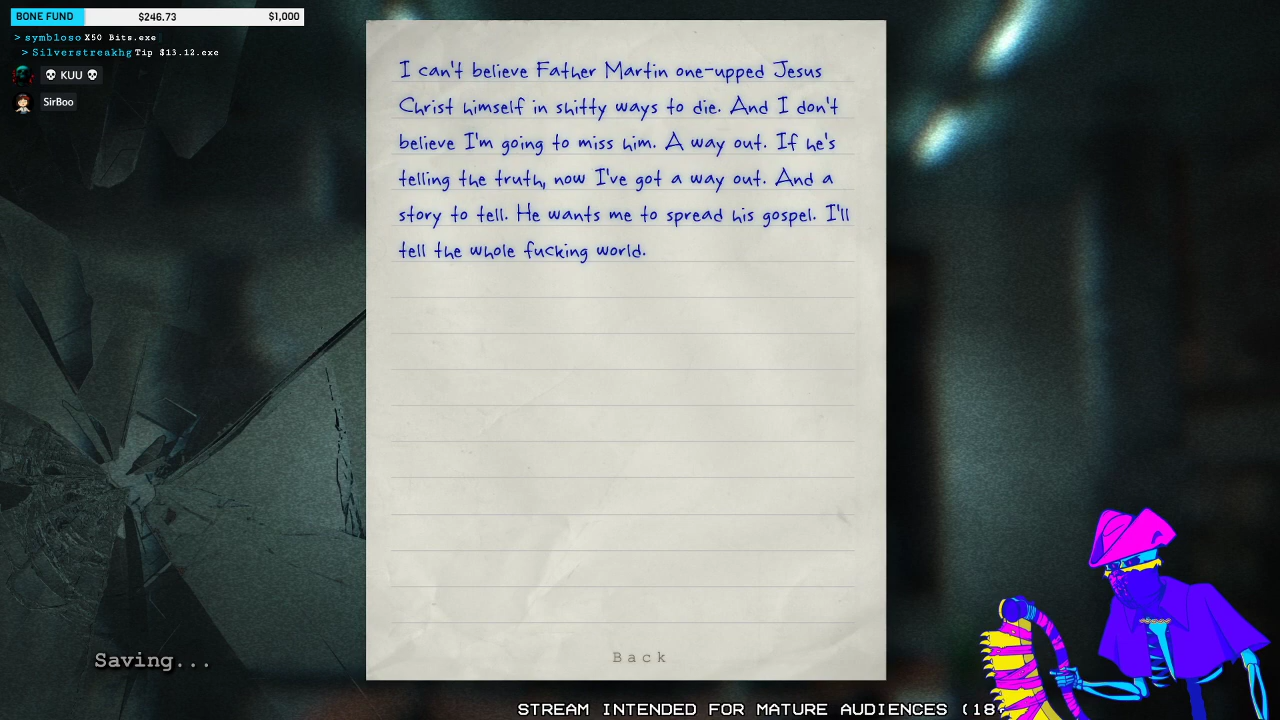 BONE FUND $246.73 $1,000
> symbloso X50 Bits.exe
> Silverstreakhg Tip $13.12.exe
💀 KUU 💀
SirBoo
I can't believe Father Martin one-upped Jesus
Christ himself in shitty ways to die. And I don't
believe I'm going to miss him. A way out. If he's
telling the truth, now I've got a way out. And a
story to tell. He wants me to spread his gospel. I'll
tell the whole fucking world.
Saving...
Back
STREAM INTENDED FOR MATURE AUDIENCES (18